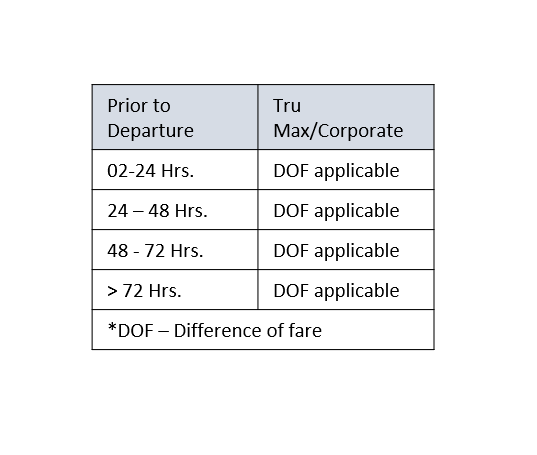 Prior to
Departure
Tru
Max/Corporate
02-24 Hrs.
DOF applicable
24 – 48 Hrs.
DOF applicable
48 - 72 Hrs.
DOF applicable
> 72 Hrs.
DOF applicable
*DOF – Difference of fare